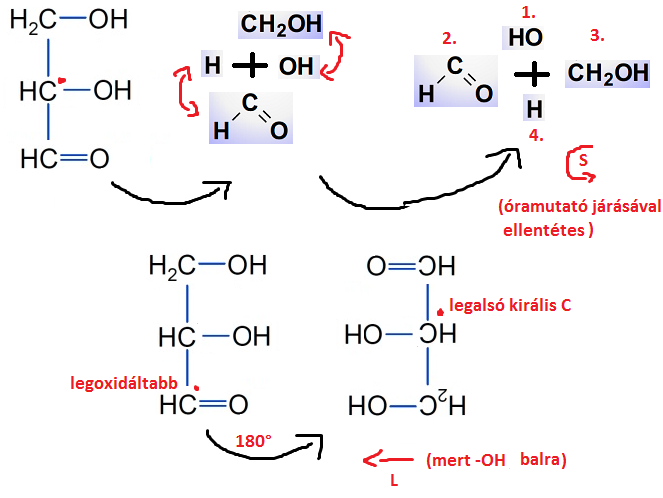 H₂C—OH
HC—OH
HC=O
CH₂OH
H OH
C
H O
1.
HO
2.
C
H O
3.
CH₂OH
H
4.
S
(óramutató járásával
ellentétes )
H₂C—OH
HC—OH
legoxidáltabb
HC=O
180°
O=CH
legalsó királis C
HO—CH
HO—CH₂
(mert -OH balra)
L